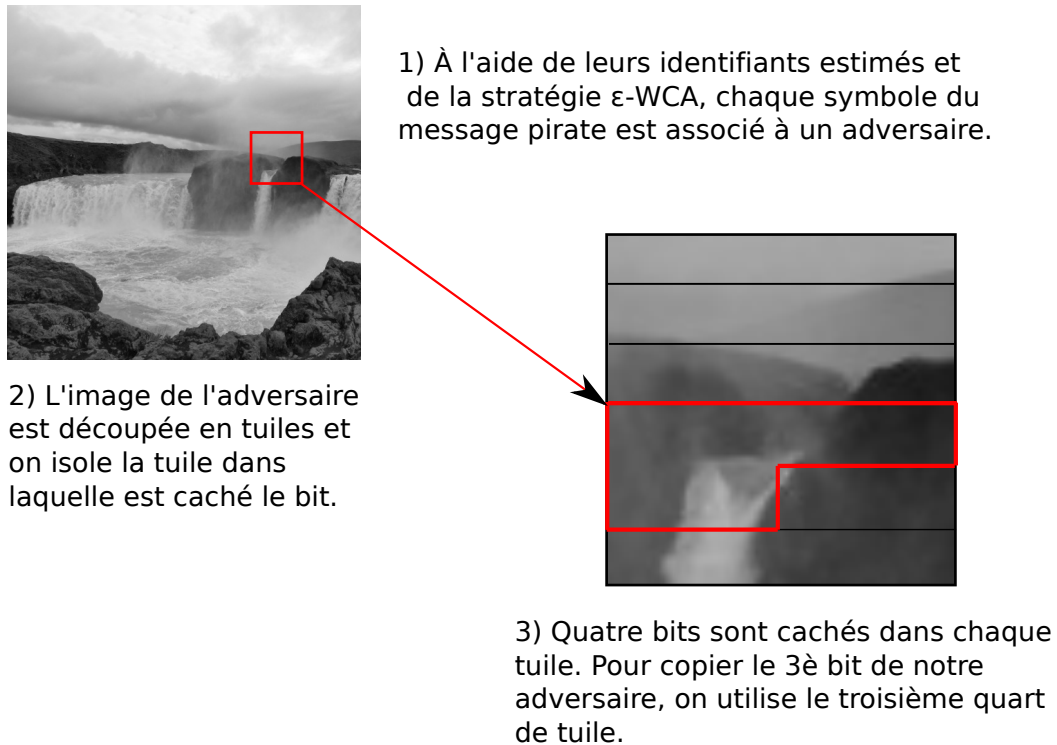 1) À l'aide de leurs identifiants estimés et
de la stratégie ε-WCA, chaque symbole du
message pirate est associé à un adversaire.
2) L'image de l'adversaire
est découpée en tuiles et
on isole la tuile dans
laquelle est caché le bit.
3) Quatre bits sont cachés dans chaque
tuile. Pour copier le 3è bit de notre
adversaire, on utilise le troisième quart
de tuile.